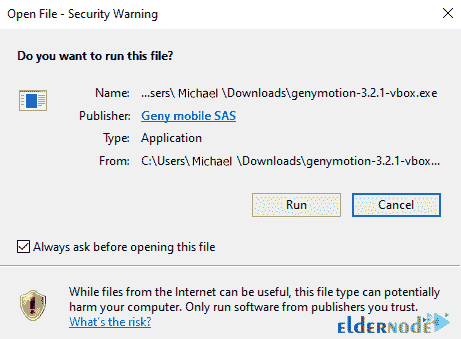 Open File - Security Warning
Do you want to run this file?
Name: ...sers\ Michael \Downloads\genymotion-3.2.1-vbox.exe
Publisher: Geny mobile SAS
Type: Application
From: C:\Users\ Michael \Downloads\genymotion-3.2.1-vbox...
Run Cancel
Always ask before opening this file
While files from the Internet can be useful, this file type can potentially
harm your computer. Only run software from publishers you trust.
What's the risk?
ELDERNODE